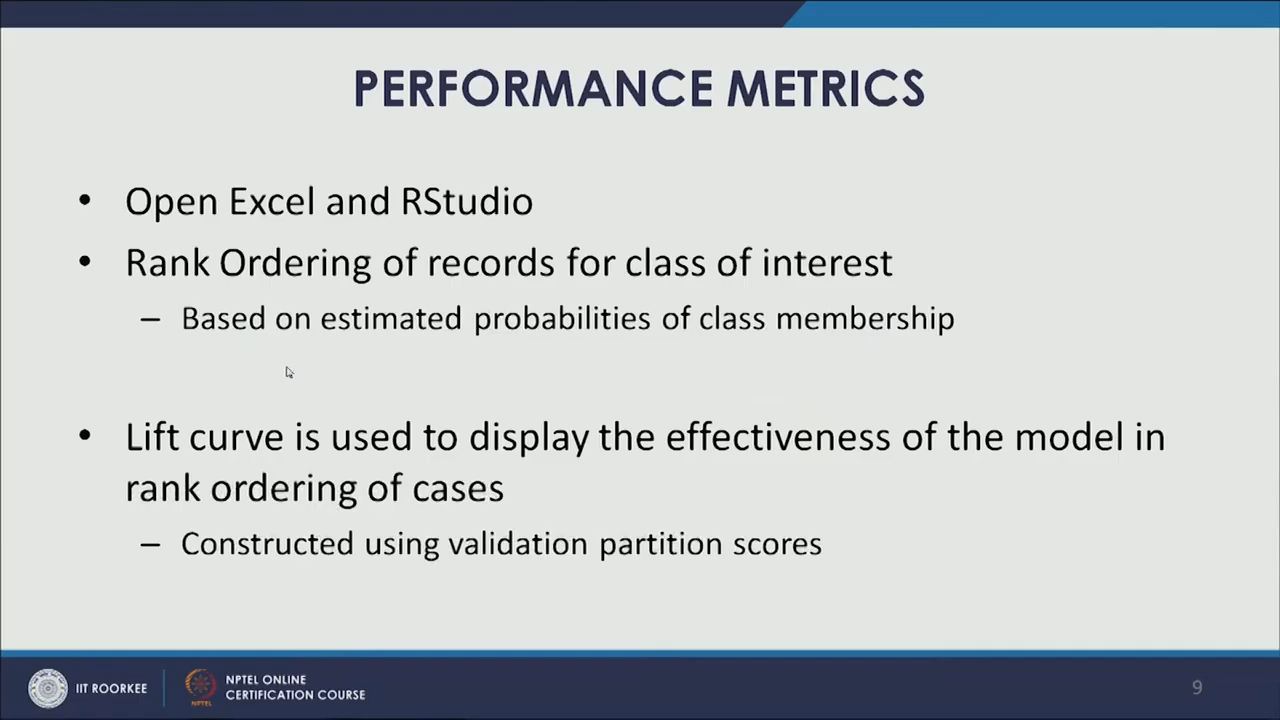 PERFORMANCE METRICS
• Open Excel and RStudio
• Rank Ordering of records for class of interest
– Based on estimated probabilities of class membership
• Lift curve is used to display the effectiveness of the model in
rank ordering of cases
– Constructed using validation partition scores
IIT ROORKEE
NPTEL
NPTEL ONLINE
CERTIFICATION COURSE
9